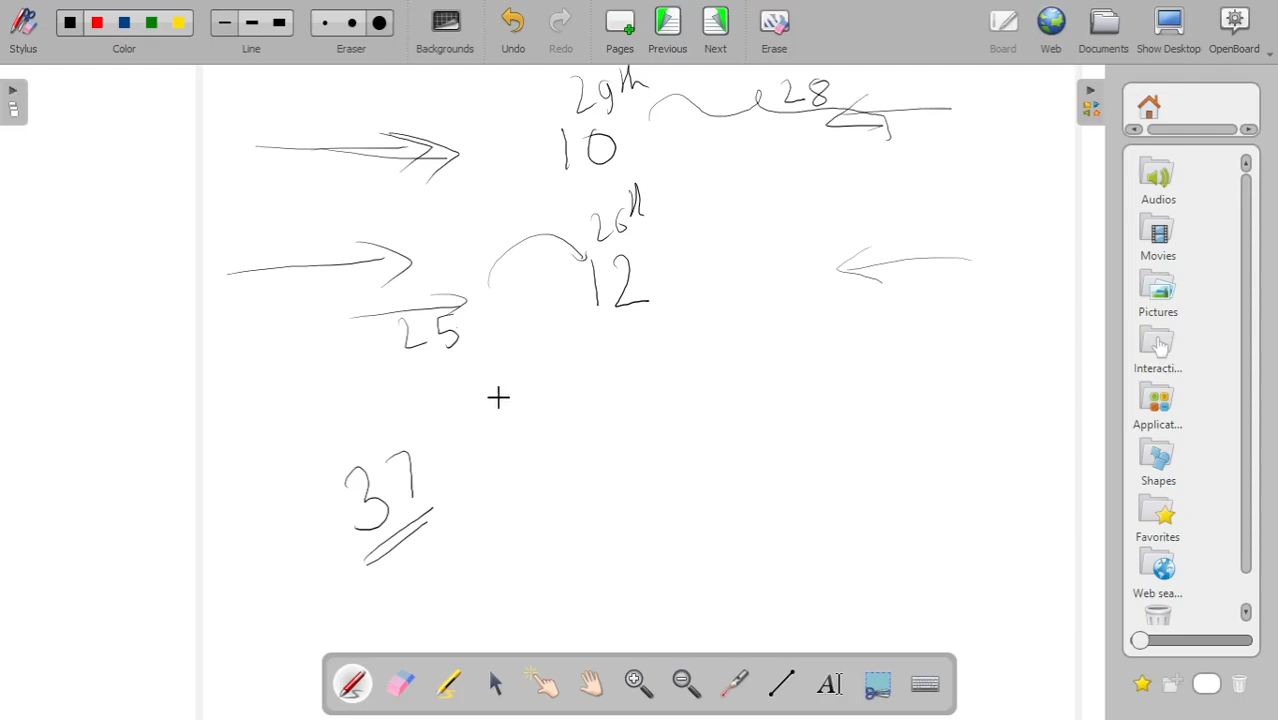 Stylus Color Line Eraser Backgrounds Undo Redo Pages Previous Next Erase Board Web Documents Show Desktop OpenBoard
29th 28
10
26th
12
25
37
Audios
Movies
Pictures
Interacti...
Applicat...
Shapes
Favorites
Web sea...